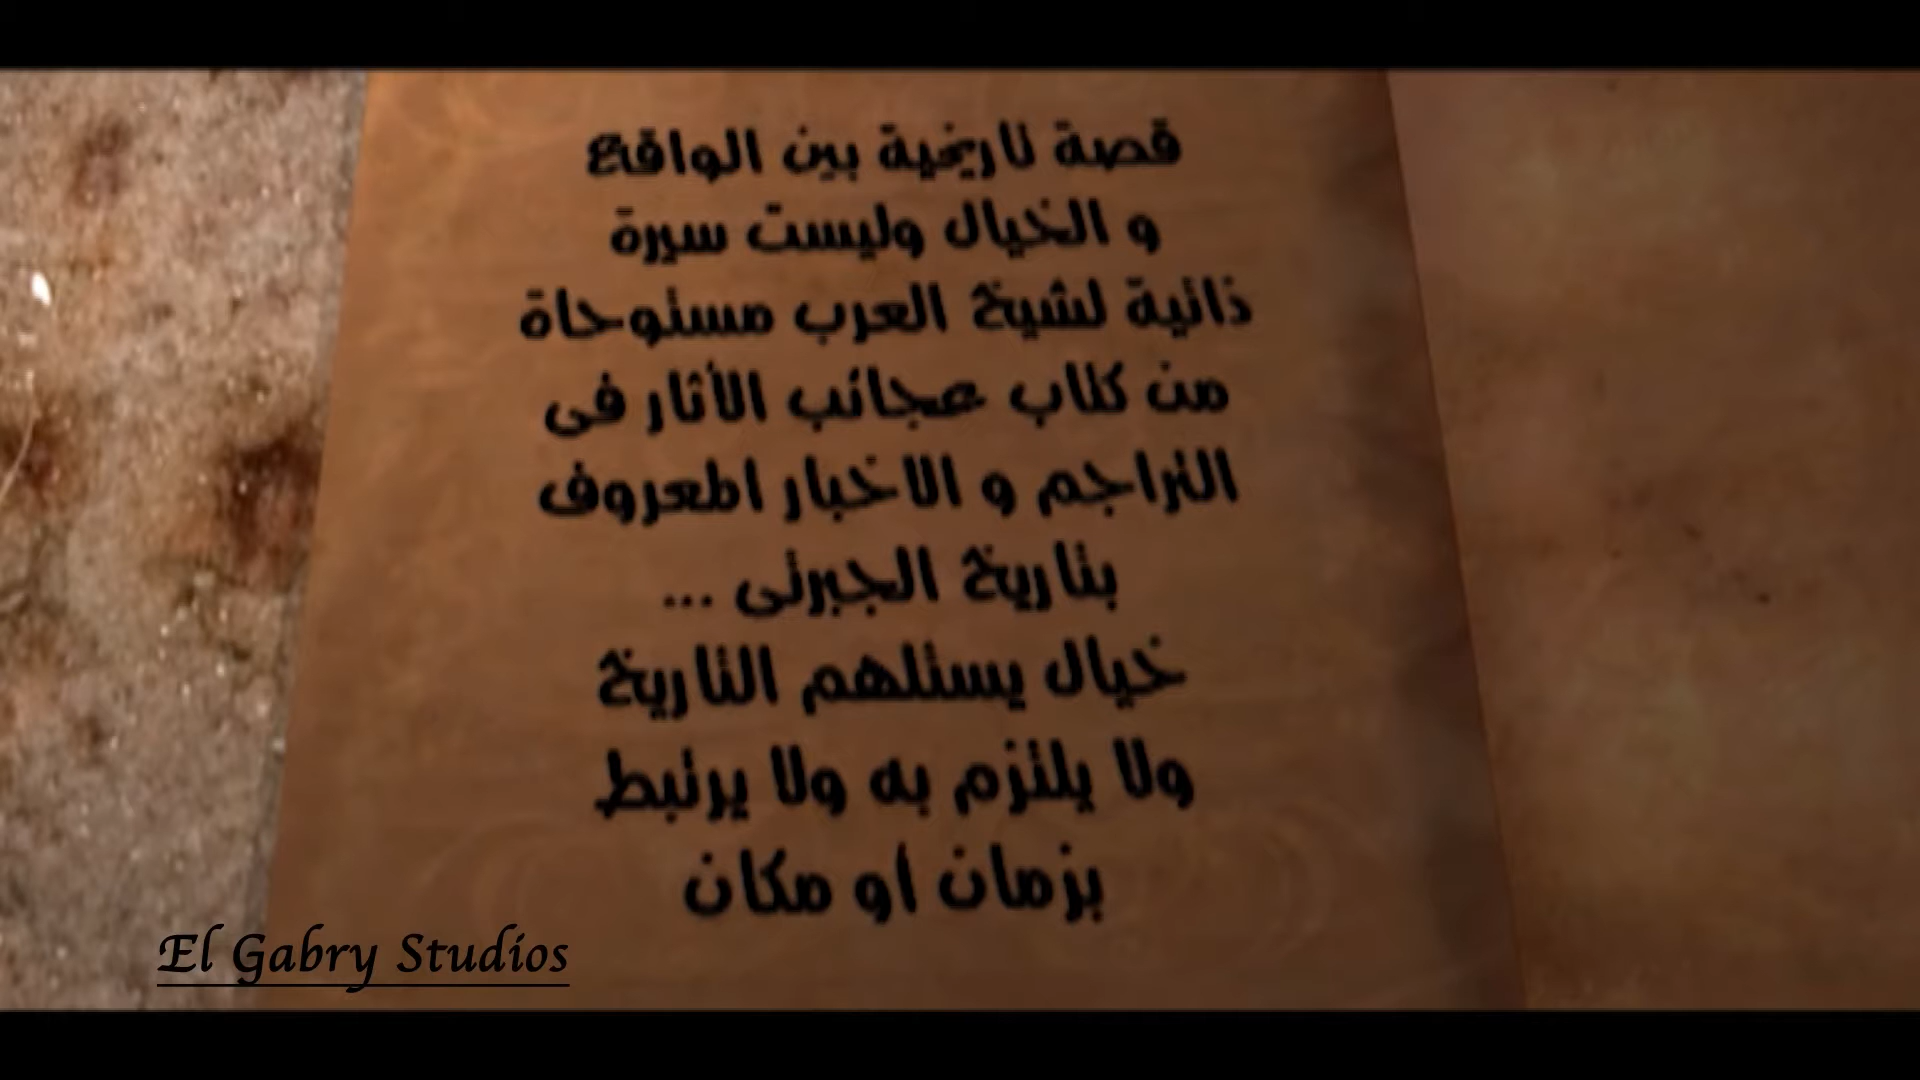 قصة تاريخية بين الواقع
و الخيال وليست سيرة
ذاتية لشيخ العرب مستوحاة
من كتاب عجائب الأثار فى
التراجم و الاخبار المعروف
بتاريخ الجبرتى ...
خيال يستلهم التاريخ
ولا يلتزم به ولا يرتبط
بزمان او مكان
El Gabry Studios